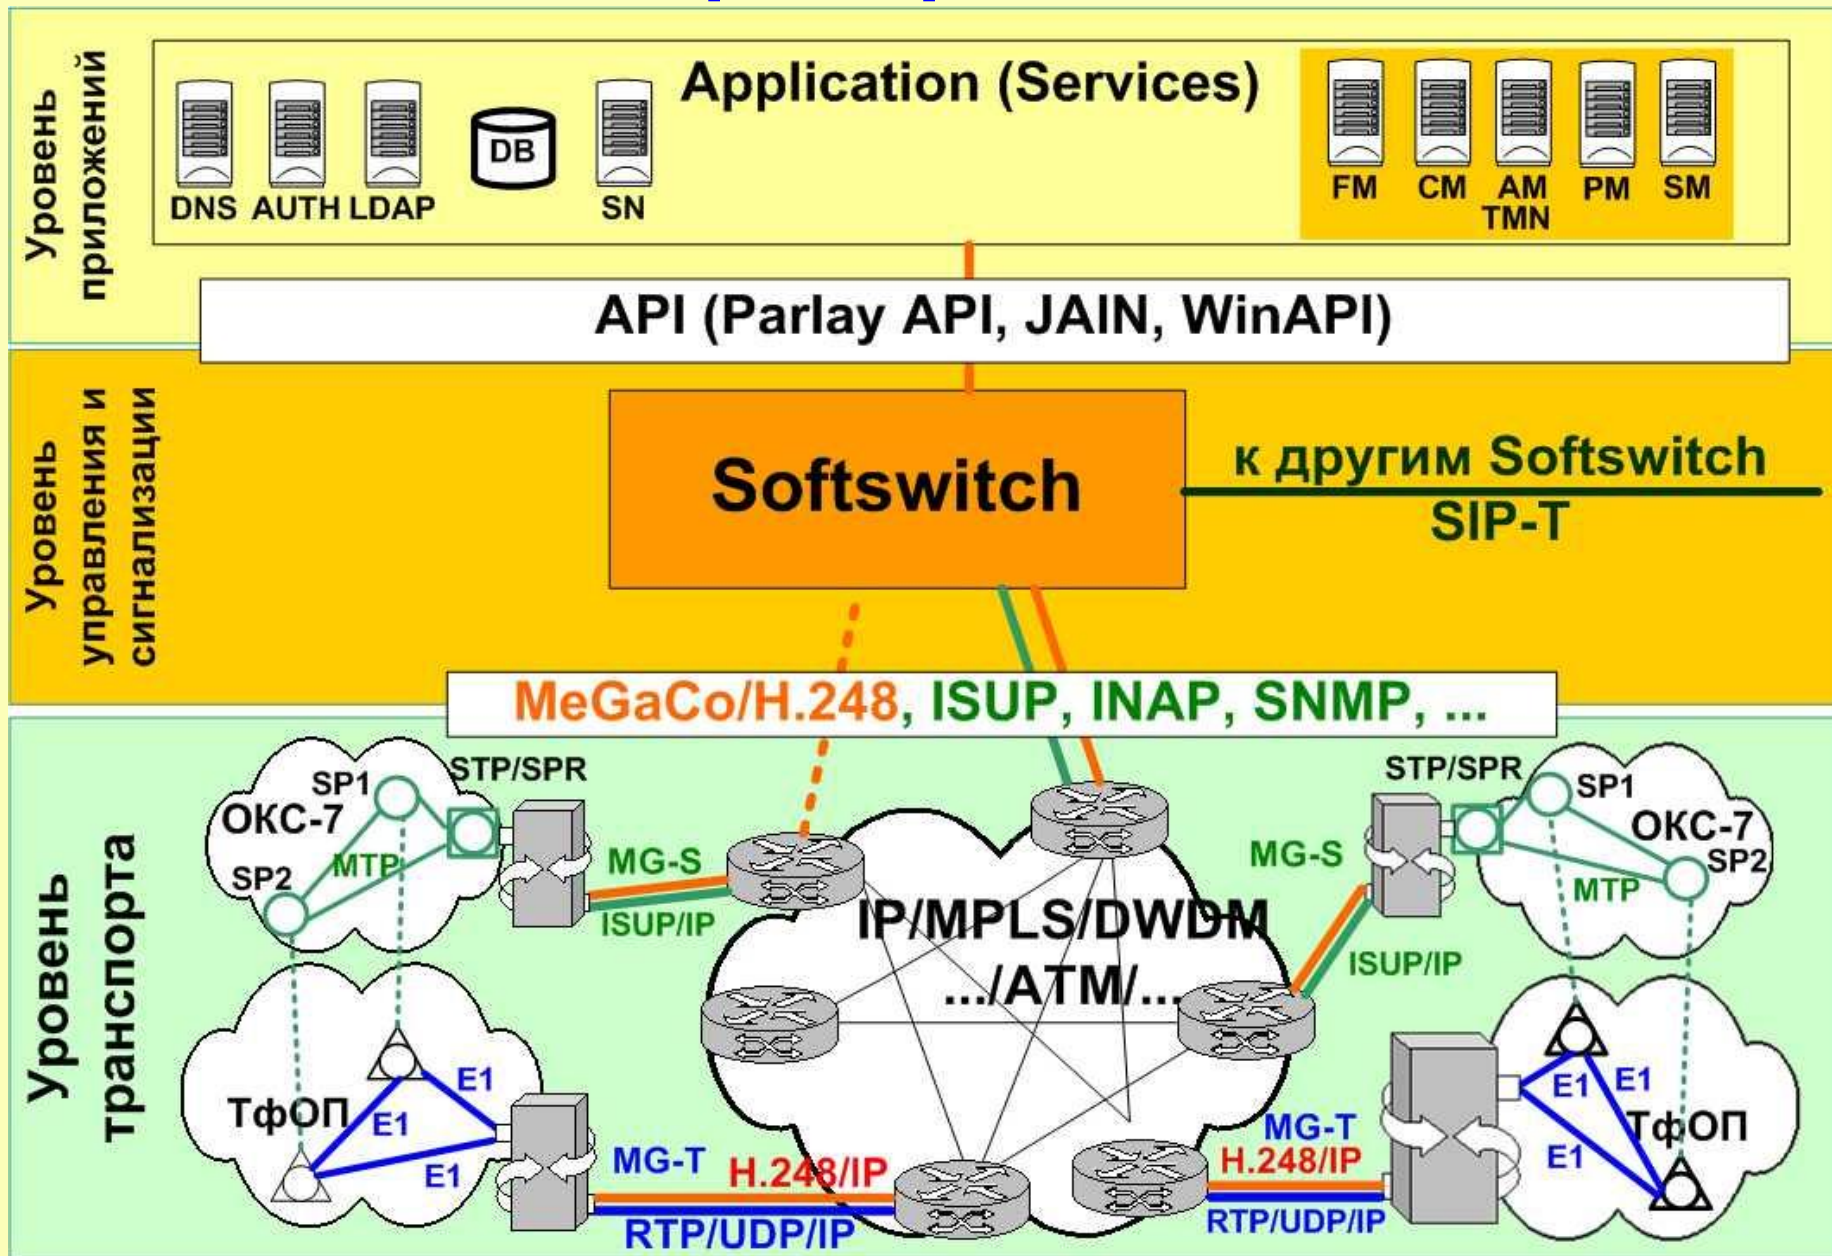 Уровень
приложений
Application (Services)
DNS
AUTH
LDAP
DB
SN
FM
CM
AM
TMN
PM
SM
API (Parlay API, JAIN, WinAPI)
Уровень
управления и
сигнализации
Softswitch
к другим Softswitch
SIP-T
MeGaCo/H.248, ISUP, INAP, SNMP, ...
Уровень
транспорта
SP1
STP/SPR
ОКС-7
MTP
SP2
MG-S
ISUP/IP
IP/MPLS/DWDM
.../ATM/...
STP/SPR
SP1
ОКС-7
SP2
MG-S
MTP
ISUP/IP
ТфОП
E1
E1
E1
MG-T
H.248/IP
RTP/UDP/IP
MG-T
H.248/IP
RTP/UDP/IP
E1
E1
E1
ТфОП